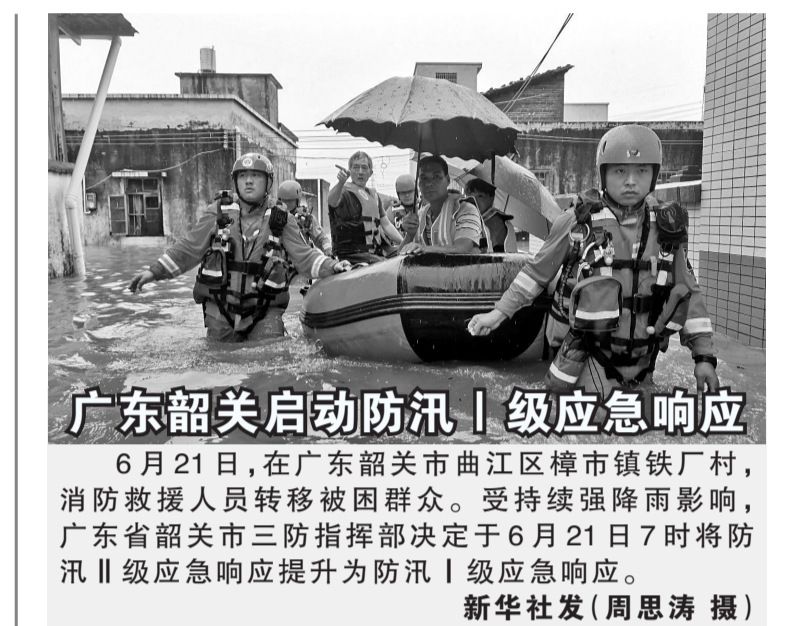 广东韶关启动防汛Ⅰ级应急响应
6月21日，在广东韶关市曲江区樟市镇铁厂村，
消防救援人员转移被困群众。受持续强降雨影响，
广东省韶关市三防指挥部决定于6月21日7时将防
汛Ⅱ级应急响应提升为防汛Ⅰ级应急响应。
新华社发（周思涛 摄）